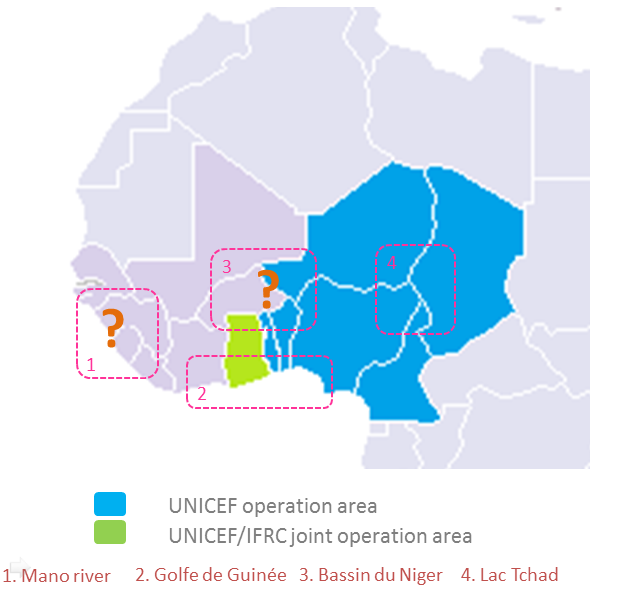 3
4
?
?
1
2
UNICEF operation area
UNICEF/IFRC joint operation area
1. Mano river 2. Golfe de Guinée 3. Bassin du Niger 4. Lac Tchad